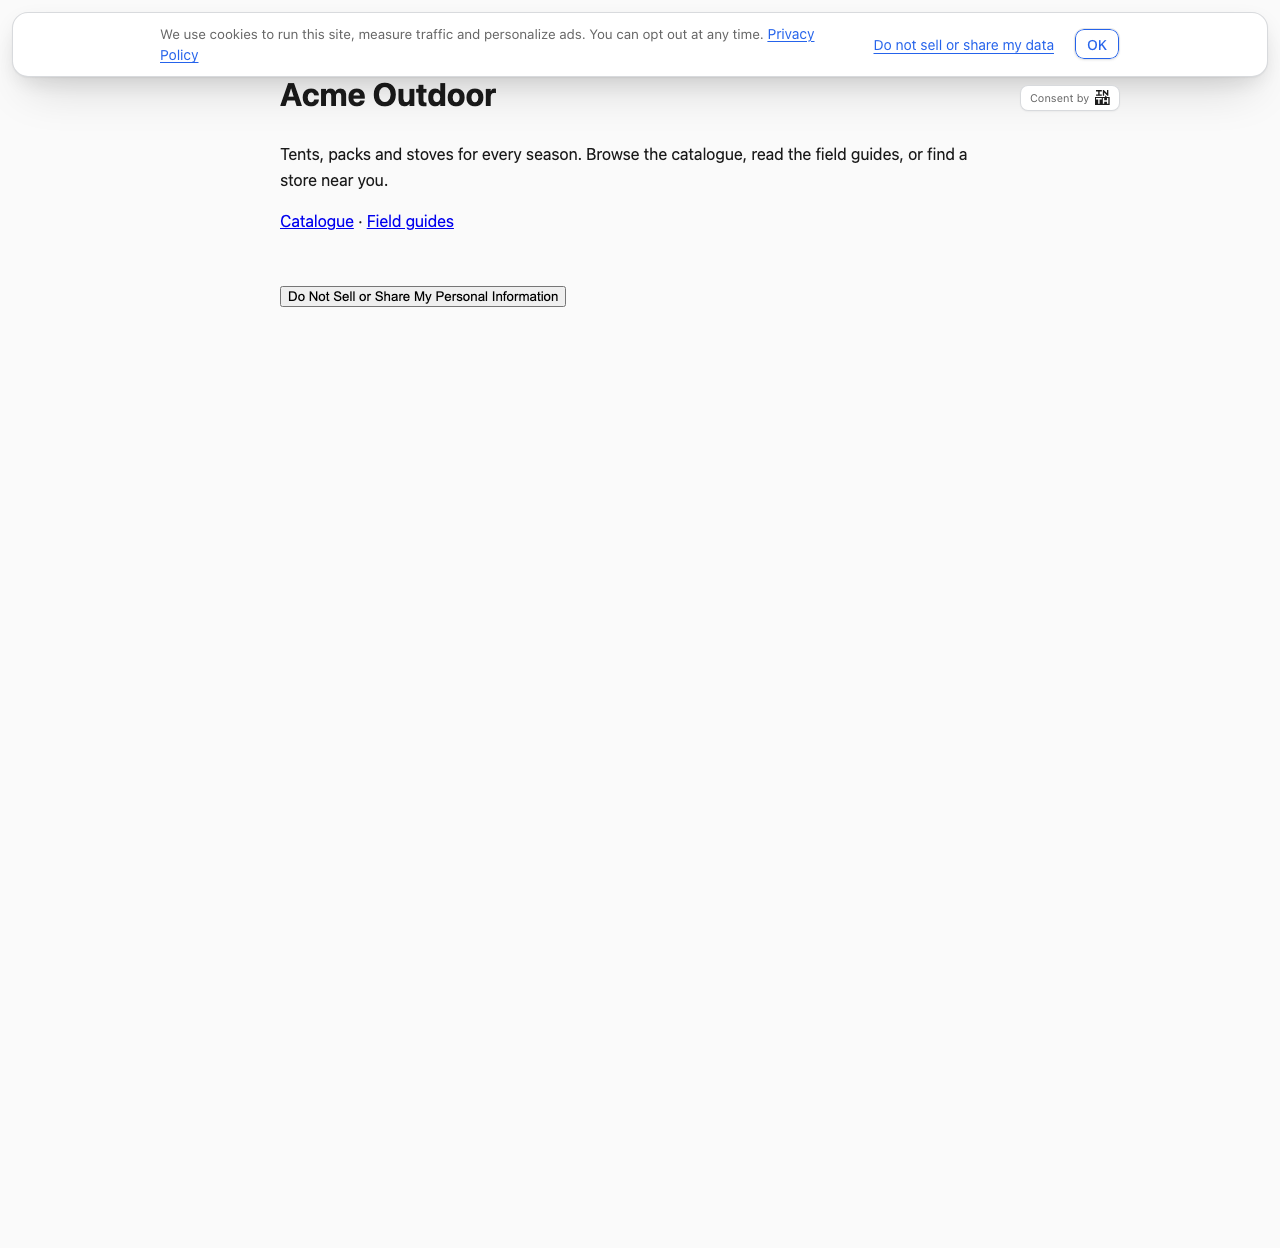 We use cookies to run this site, measure traffic and personalize ads. You can opt out at any time. Privacy
Policy
Do not sell or share my data
OK
Acme Outdoor
Consent by
INTH
Tents, packs and stoves for every season. Browse the catalogue, read the field guides, or find a
store near you.
Catalogue · Field guides
Do Not Sell or Share My Personal Information